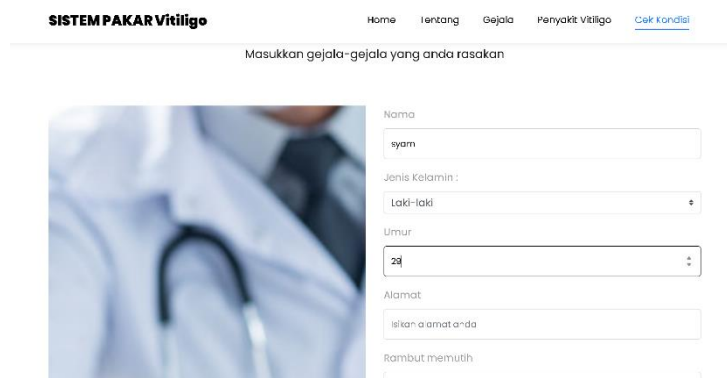 SISTEM PAKAR Vitiligo
Home Tentang Gejala Penyakit Vitiligo Cek Kondisi
Masukkan gejala-gejala yang anda rasakan
Nama
syam
Jenis Kelamin :
Laki-laki
Umur
29
Alamat
Isikan alamat anda
Rambut memutih